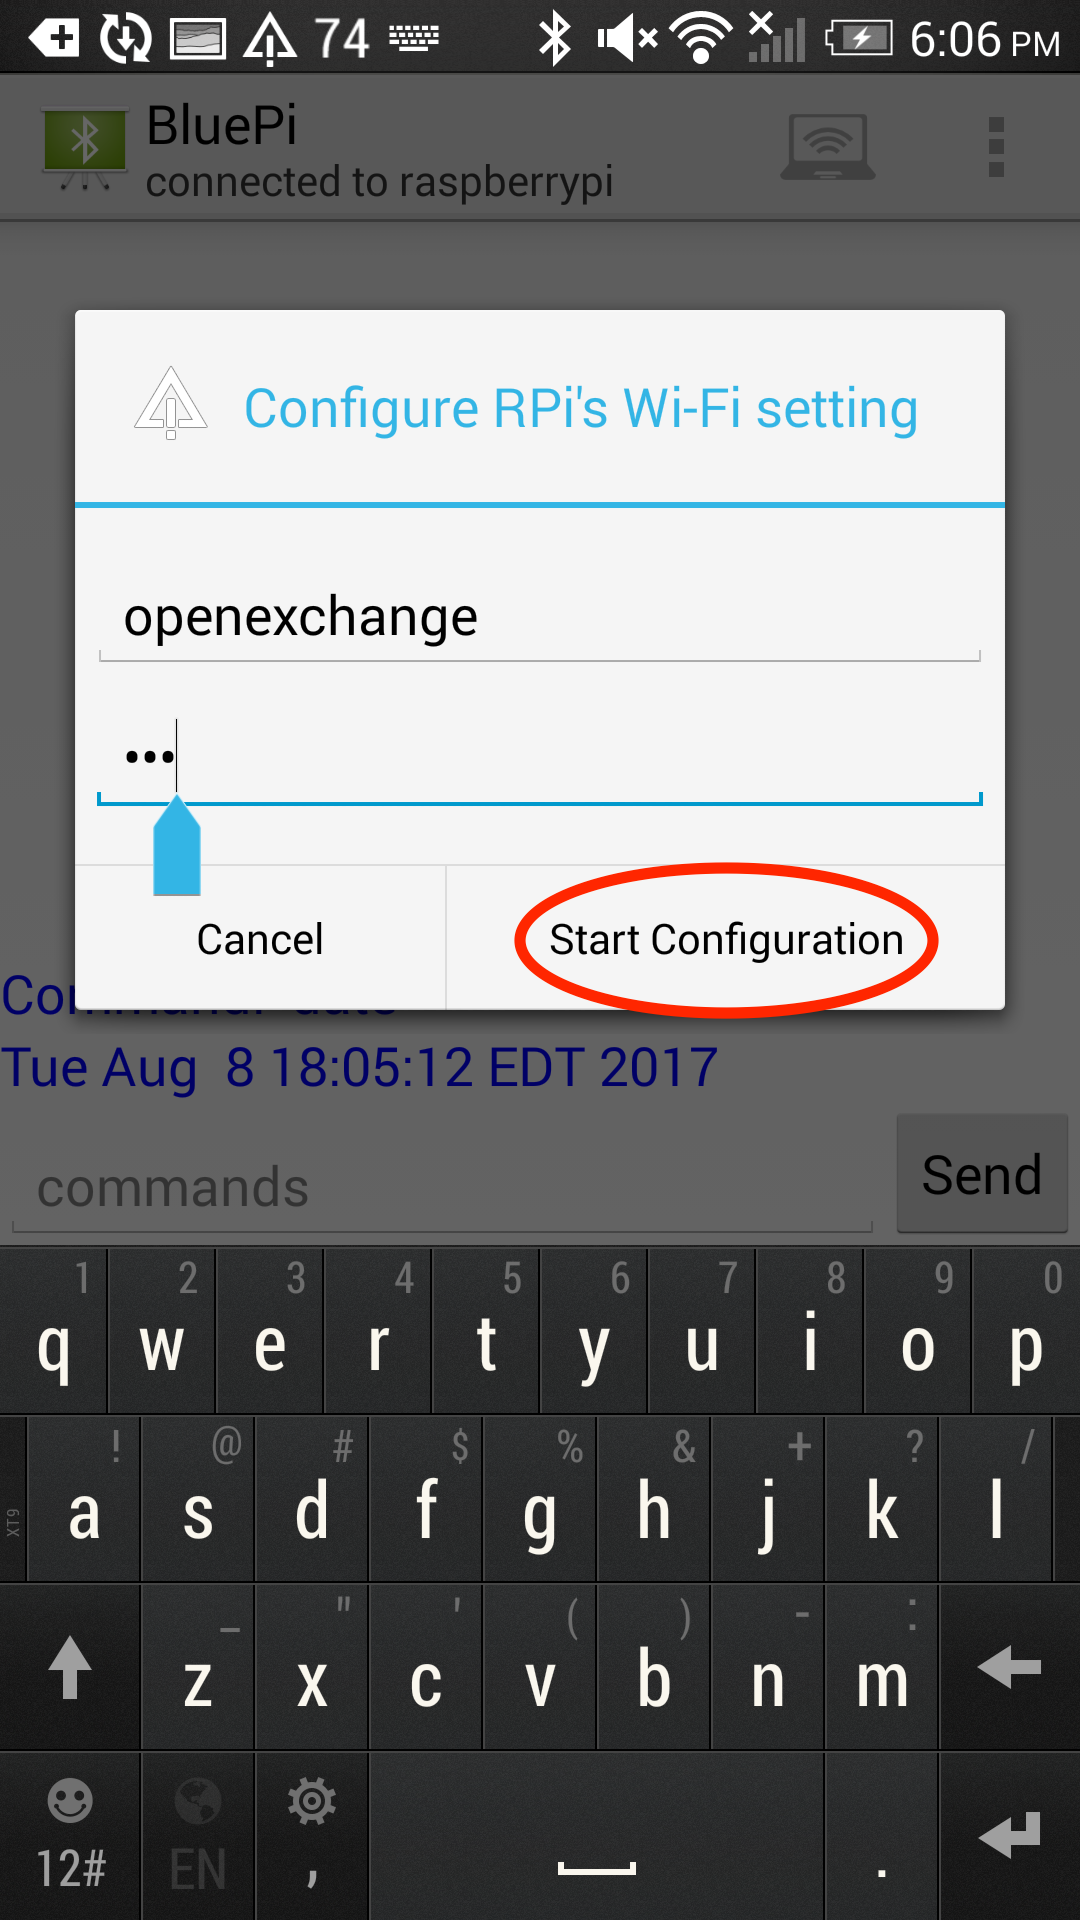 74 6:06 PM
BluePi
connected to raspberrypi
Configure RPi's Wi-Fi setting
openexchange
•••
Cancel Start Configuration
Tue Aug 8 18:05:12 EDT 2017
commands Send
1 2 3 4 5 6 7 8 9 0
q w e r t y u i o p
! @ # $ % & + ? /
XT9 a s d f g h j k l
_ " ' ( ) - :
z x c v b n m
12# EN , .